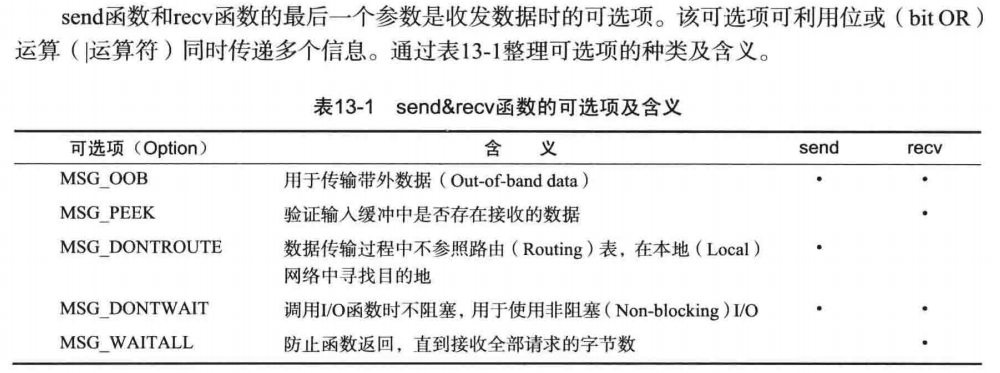 send函数和recv函数的最后一个参数是收发数据时的可选项。该可选项可利用位或（bit OR）
运算（|运算符）同时传递多个信息。通过表13-1整理可选项的种类及含义。
表13-1 send&recv函数的可选项及含义
可选项（Option） 含 义 send recv
MSG_OOB 用于传输带外数据（Out-of-band data） • •
MSG_PEEK 验证输入缓冲中是否存在接收的数据 •
MSG_DONTROUTE 数据传输过程中不参照路由（Routing）表，在本地（Local） •
网络中寻找目的地
MSG_DONTWAIT 调用I/O函数时不阻塞，用于使用非阻塞（Non-blocking）I/O • •
MSG_WAITALL 防止函数返回，直到接收全部请求的字节数 •